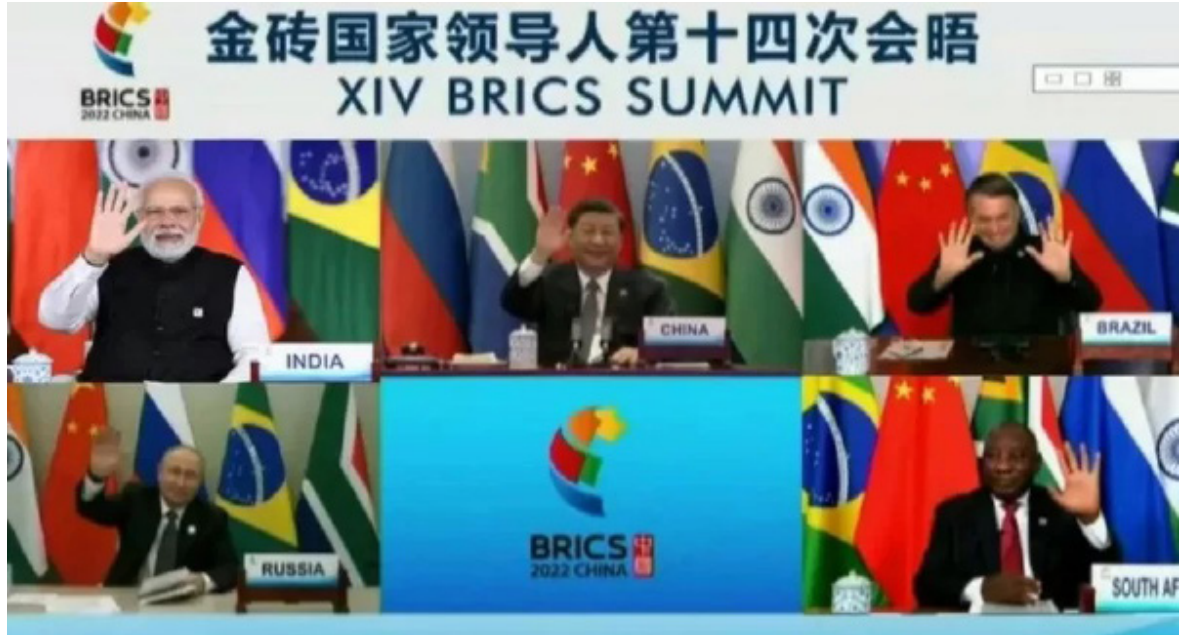 金砖国家领导人第十四次会晤
XIV BRICS SUMMIT
BRICS
2022 CHINA
INDIA
CHINA
BRAZIL
RUSSIA
BRICS
2022 CHINA
SOUTH AF